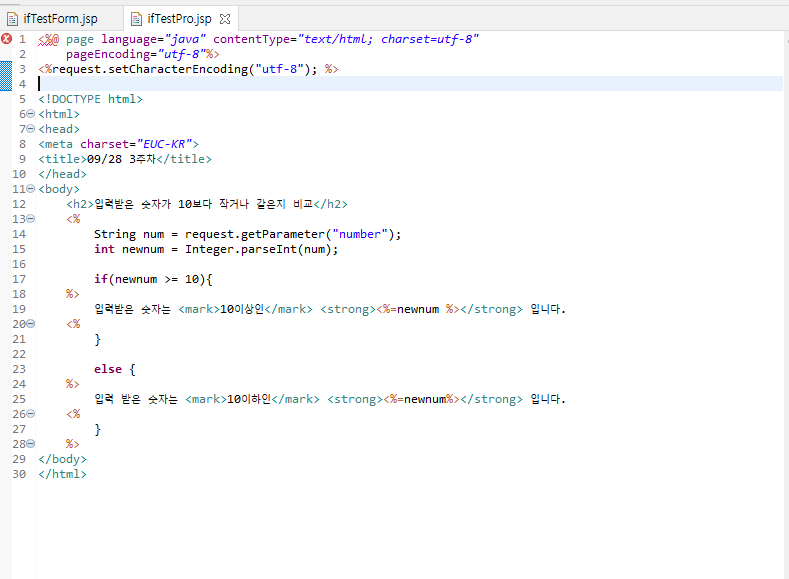 ifTestForm.jsp ifTestPro.jsp
1 <%@ page language="java" contentType="text/html; charset=utf-8"
2 pageEncoding="utf-8"%>
3 <%request.setCharacterEncoding("utf-8"); %>
4
5 <!DOCTYPE html>
6 <html>
7 <head>
8 <meta charset="EUC-KR">
9 <title>09/28 3주차</title>
10 </head>
11 <body>
12 <h2>입력받은 숫자가 10보다 작거나 같은지 비교</h2>
13 <%
14 String num = request.getParameter("number");
15 int newnum = Integer.parseInt(num);
16
17 if(newnum >= 10){
18 %>
19 입력받은 숫자는 <mark>10이상인</mark> <strong><%=newnum %></strong> 입니다.
20 <%
21 }
22
23 else {
24 %>
25 입력 받은 숫자는 <mark>10이하인</mark> <strong><%=newnum%></strong> 입니다.
26 <%
27 }
28 %>
29 </body>
30 </html>